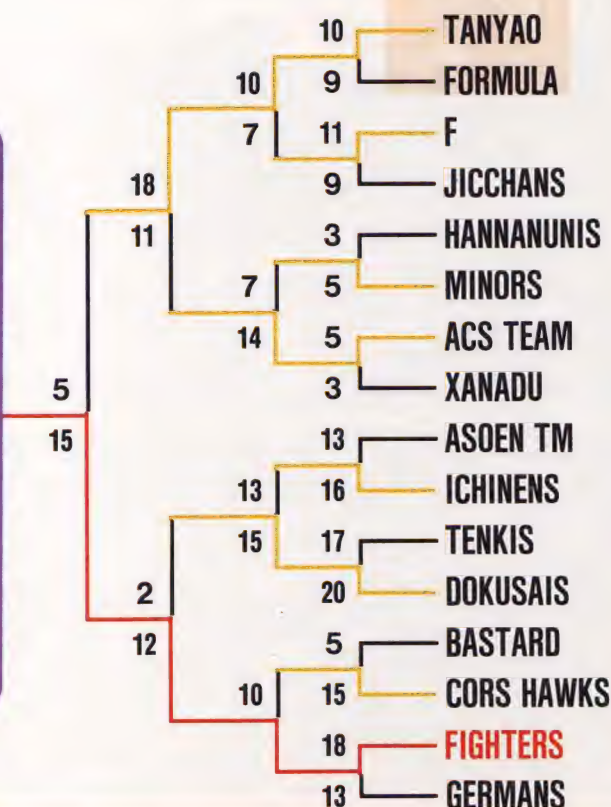 10 TANYAO
10 9 FORMULA
7 11 F
18 9 JICCHANS
11 3 HANNANUNIS
7 5 MINORS
14 5 ACS TEAM
5 3 XANADU
15 13 ASOEN TM
13 16 ICHINENS
15 17 TENKIS
2 20 DOKUSAIS
12 5 BASTARD
10 15 CORS HAWKS
18 FIGHTERS
13 GERMANS